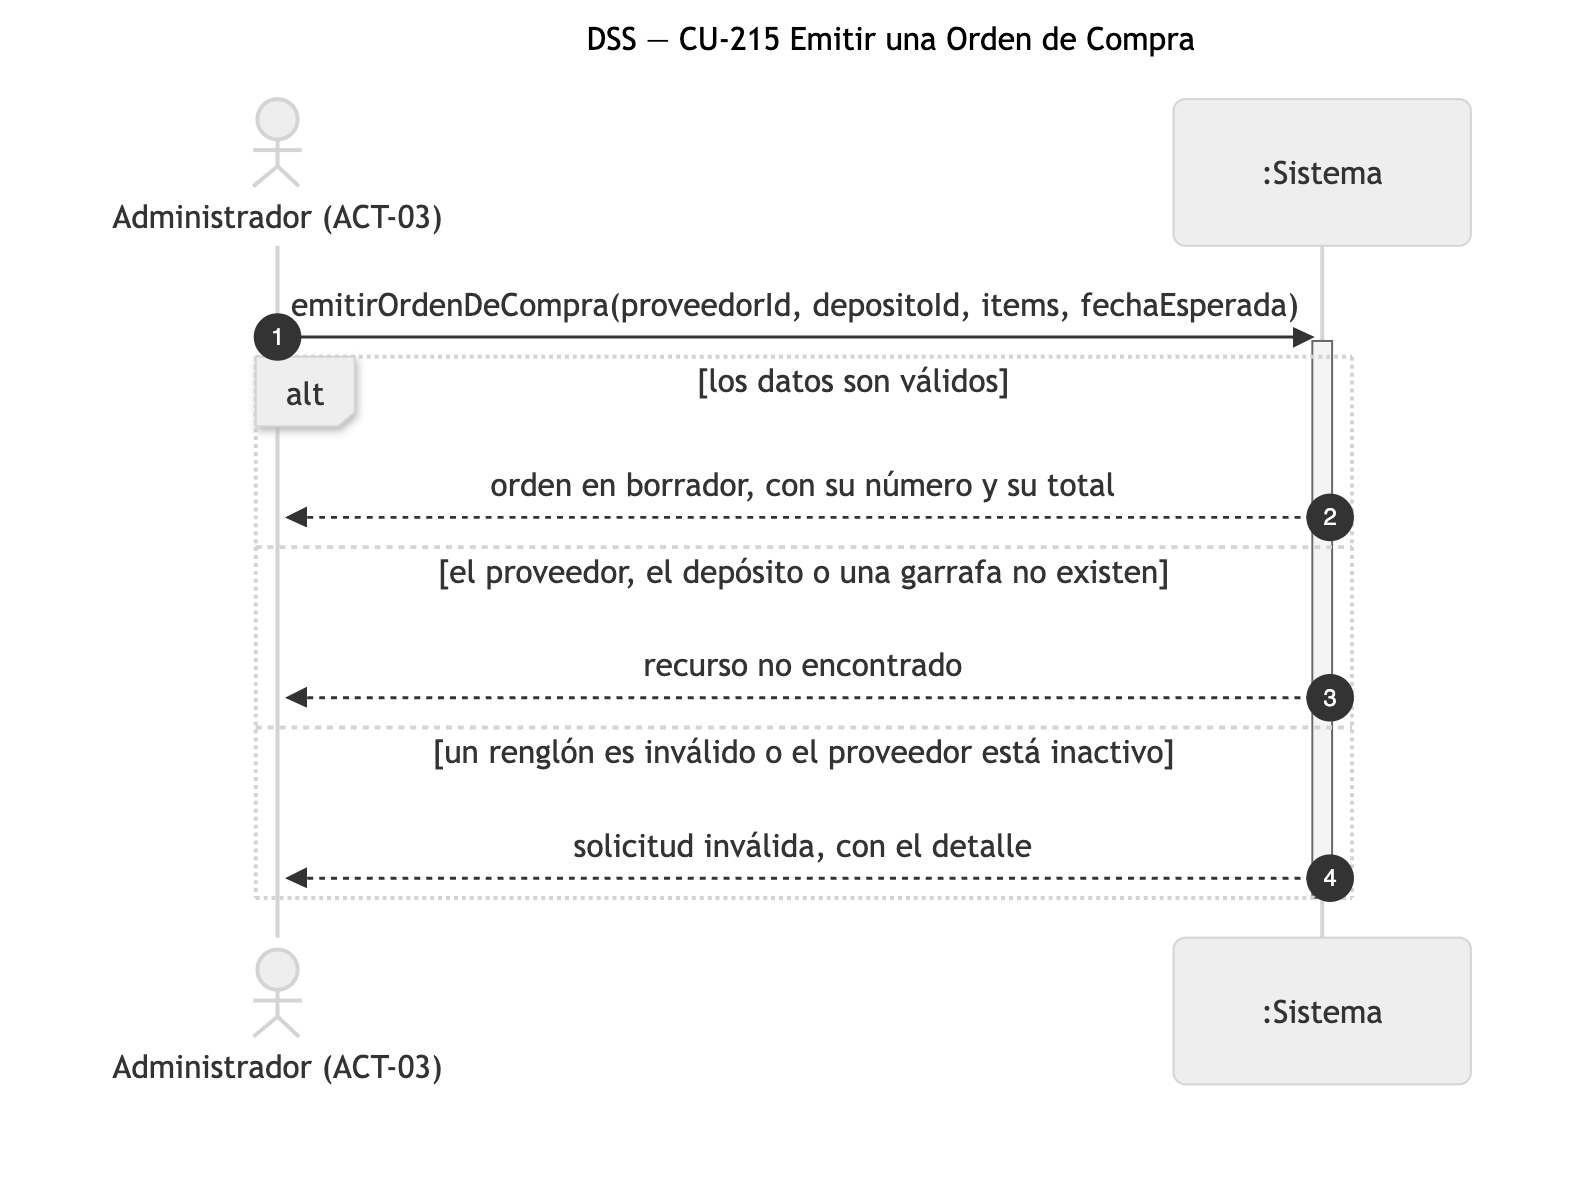 DSS — CU-215 Emitir una Orden de Compra
Administrador (ACT-03)
:Sistema
emitirOrdenDeCompra(proveedorId, depositoId, items, fechaEsperada)
1
alt
[los datos son válidos]
orden en borrador, con su número y su total
2
[el proveedor, el depósito o una garrafa no existen]
recurso no encontrado
3
[un renglón es inválido o el proveedor está inactivo]
solicitud inválida, con el detalle
4
Administrador (ACT-03)
:Sistema